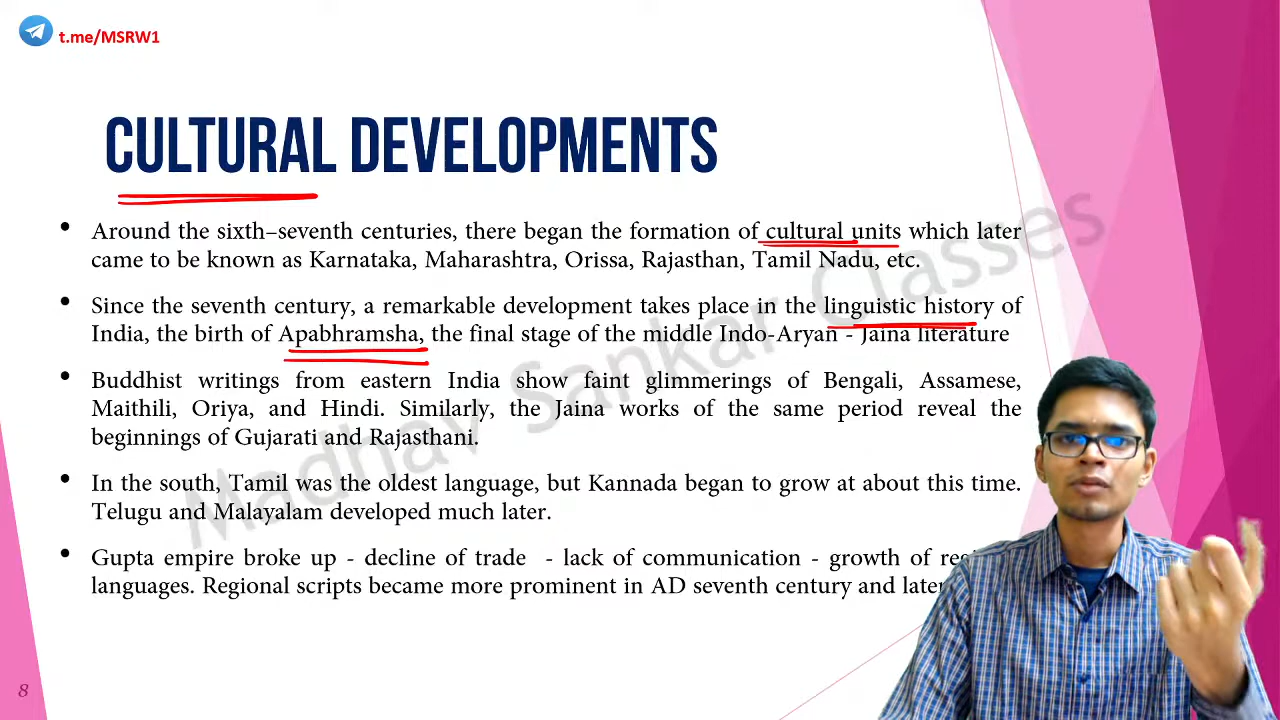 t.me/MSRW1
CULTURAL DEVELOPMENTS
• Around the sixth–seventh centuries, there began the formation of cultural units which later
came to be known as Karnataka, Maharashtra, Orissa, Rajasthan, Tamil Nadu, etc.
• Since the seventh century, a remarkable development takes place in the linguistic history of
India, the birth of Apabhramsha, the final stage of the middle Indo-Aryan - Jaina literature
• Buddhist writings from eastern India show faint glimmerings of Bengali, Assamese,
Maithili, Oriya, and Hindi. Similarly, the Jaina works of the same period reveal the
beginnings of Gujarati and Rajasthani.
• In the south, Tamil was the oldest language, but Kannada began to grow at about this time.
Telugu and Malayalam developed much later.
• Gupta empire broke up - decline of trade - lack of communication - growth of
languages. Regional scripts became more prominent in AD seventh century and later
Madhav Sankar Classes
8